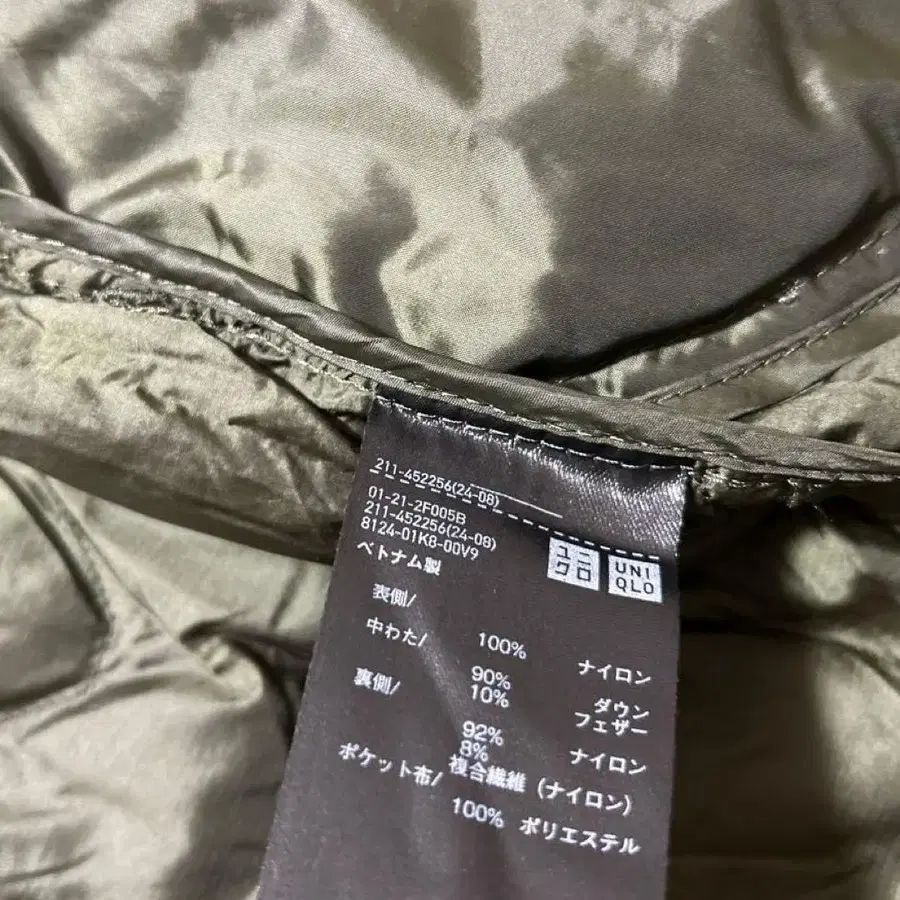 211-452256(24-08)
01-21-2F005B
211-452256(24-08)
8124-01K8-00V9
ベトナム製
ユニ
クロ
UNI
QLO
表側/
100% ナイロン
中わた/
90% ダウン
10% フェザー
裏側/
92% ナイロン
8% 複合繊維 (ナイロン)
ポケット布/
100% ポリエステル